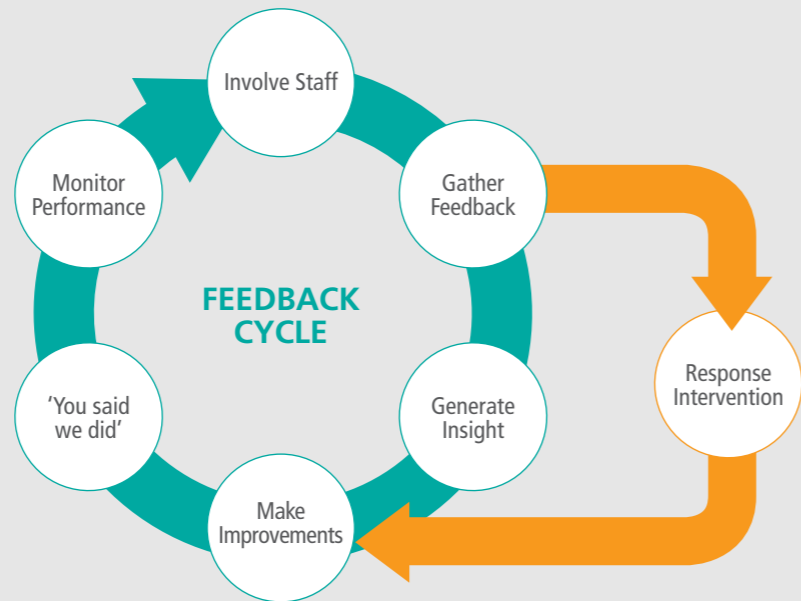 Involve Staff
Gather
Feedback
Monitor
Performance
FEEDBACK
CYCLE
Response
Intervention
Generate
Insight
'You said
we did'
Make
Improvements